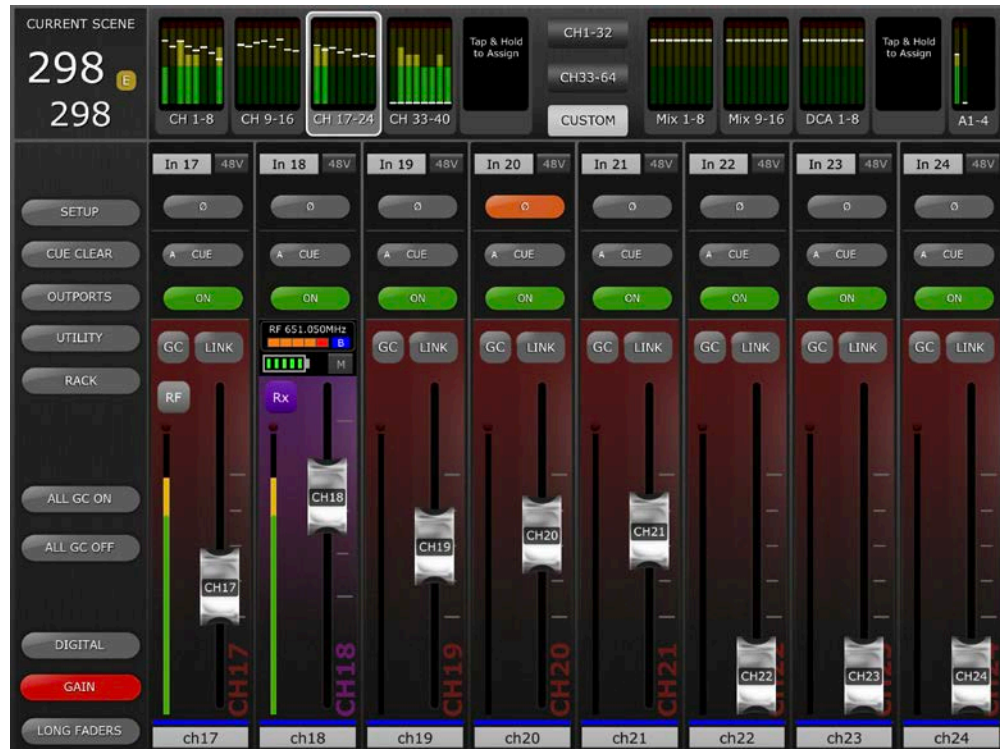 CURRENT SCENE
298 E
298
CH 1-8
CH 9-16
CH 17-24
CH 33-40
Tap & Hold
to Assign
CH1-32
CH33-64
CUSTOM
Mix 1-8
Mix 9-16
DCA 1-8
Tap & Hold
to Assign
A1-4
SETUP
CUE CLEAR
OUTPORTS
UTILITY
RACK
ALL GC ON
ALL GC OFF
DIGITAL
GAIN
LONG FADERS
In 17 48V In 18 48V In 19 48V In 20 48V In 21 48V In 22 48V In 23 48V In 24 48V
Ø Ø Ø Ø Ø Ø Ø Ø
A CUE A CUE A CUE A CUE A CUE A CUE A CUE A CUE
ON ON ON ON ON ON ON ON
RF 651.050MHz
B
GC LINK M GC LINK GC LINK GC LINK GC LINK GC LINK GC LINK
RF Rx
CH17 CH18 CH19 CH20 CH21 CH22 CH23 CH24
CH17 CH18 CH19 CH20 CH21
ch17 ch18 ch19 ch20 ch21 ch22 ch23 ch24